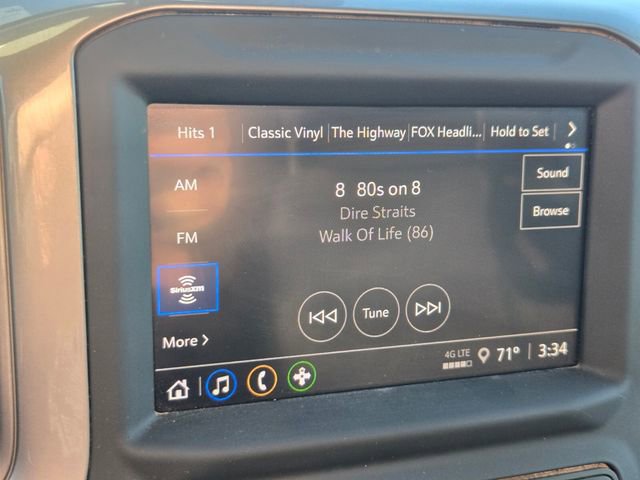 Hits 1 Classic Vinyl The Highway FOX Headli... Hold to Set >
AM
8 80s on 8
Sound
Dire Straits
Browse
FM
Walk Of Life (86)
SiriusXM
Tune
More >
4G LTE 71° 3:34